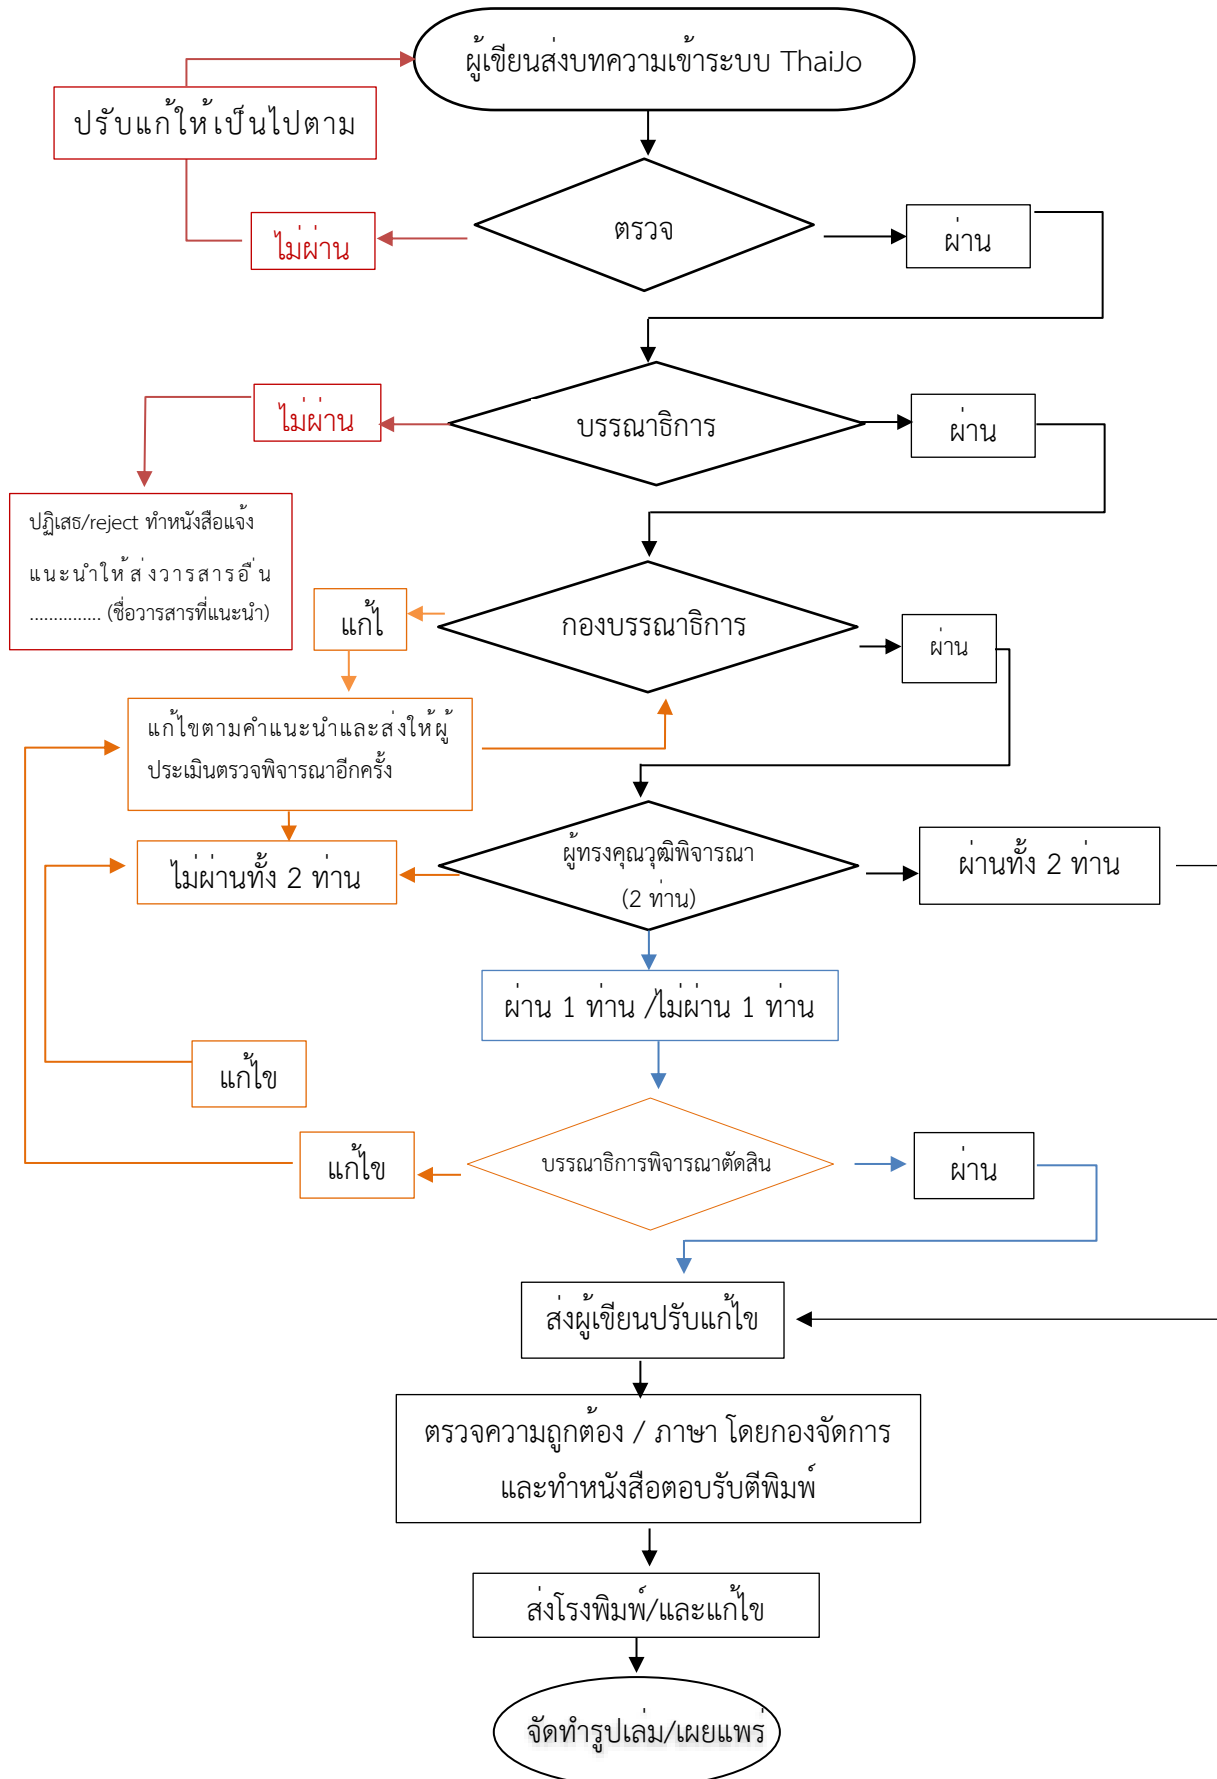 ผู้เขียนส่งบทความเข้าระบบ ThaiJo
ปรับแก้ให้เป็นไปตาม
ตรวจ
ไม่ผ่าน
ผ่าน
บรรณาธิการ
ไม่ผ่าน
ผ่าน
ปฏิเสธ/reject ทำหนังสือแจ้ง
แนะนำให้ส่งวารสารอื่น
............... (ชื่อวารสารที่แนะนำ)
แก้ไ
กองบรรณาธิการ
ผ่าน
แก้ไขตามคำแนะนำและส่งให้ผู้
ประเมินตรวจพิจารณาอีกครั้ง
ไม่ผ่านทั้ง 2 ท่าน
ผู้ทรงคุณวุฒิพิจารณา
(2 ท่าน)
ผ่านทั้ง 2 ท่าน
ผ่าน 1 ท่าน /ไม่ผ่าน 1 ท่าน
แก้ไข
แก้ไข
บรรณาธิการพิจารณาตัดสิน
ผ่าน
ส่งผู้เขียนปรับแก้ไข
ตรวจความถูกต้อง / ภาษา โดยกองจัดการ
และทำหนังสือตอบรับตีพิมพ์
ส่งโรงพิมพ์/และแก้ไข
จัดทำรูปเล่ม/เผยแพร่